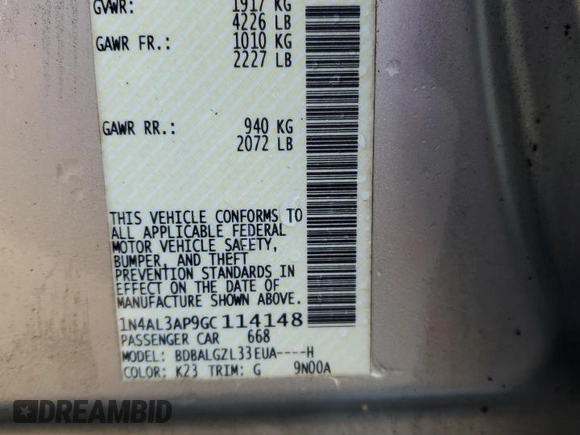 GVWR: 1917 KG
4226 LB
GAWR FR.: 1010 KG
2227 LB
GAWR RR.: 940 KG
2072 LB
THIS VEHICLE CONFORMS TO
ALL APPLICABLE FEDERAL
MOTOR VEHICLE SAFETY,
BUMPER, AND THEFT
PREVENTION STANDARDS IN
EFFECT ON THE DATE OF
MANUFACTURE SHOWN ABOVE.
1N4AL3AP9GC114148
PASSENGER CAR 668
MODEL: BDBALGZL33EUA----H
COLOR: K23 TRIM: G 9N00A
DREAMBID